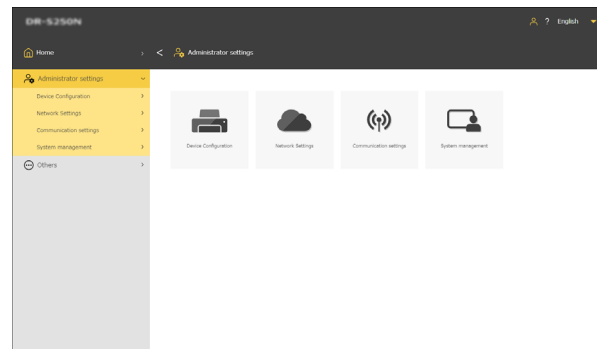 DR-S250N
? English
Home
Administrator settings
Administrator settings
Device Configuration
Network Settings
Communication settings
System management
Others
Device Configuration
Network Settings
Communication settings
System management